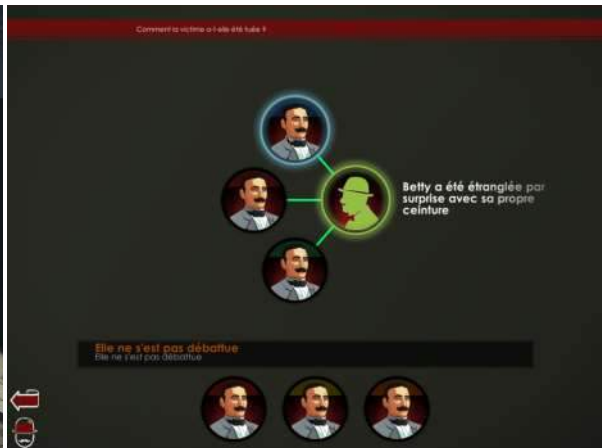 Comment la victime a-t-elle été tuée ?
Betty a été étranglée par
surprise avec sa propre
ceinture
Elle ne s'est pas débattue
Elle ne s'est pas débattue